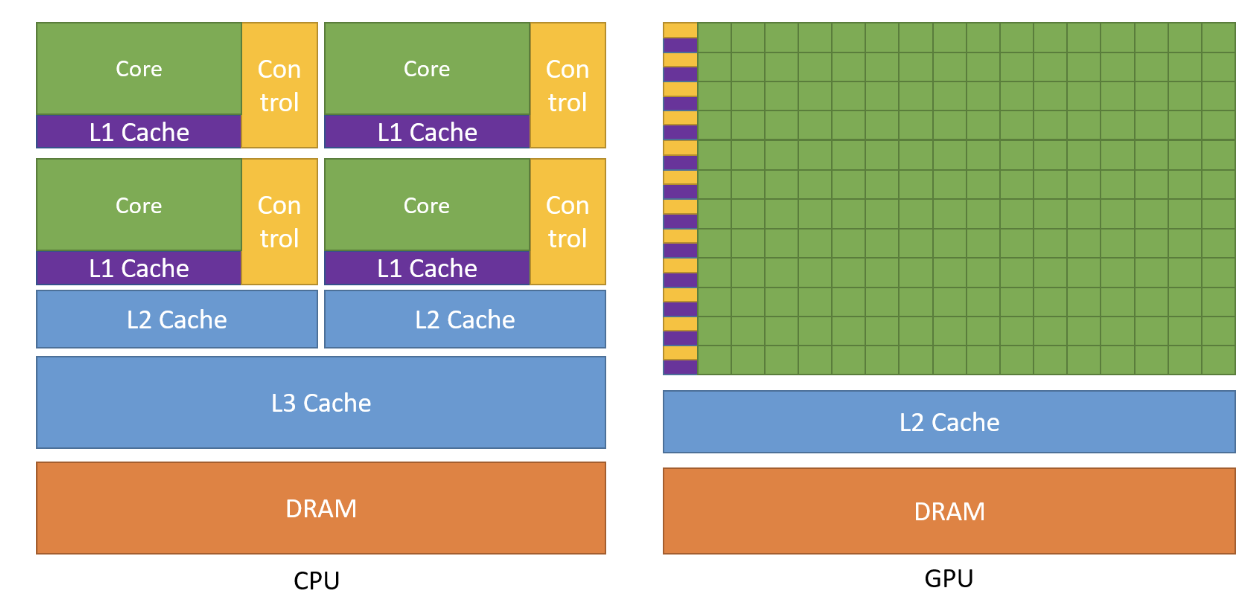 Core
Con
trol
L1 Cache
Core
Con
trol
L1 Cache
Core
Con
trol
L1 Cache
Core
Con
trol
L1 Cache
L2 Cache
L2 Cache
L3 Cache
DRAM
CPU
L2 Cache
DRAM
GPU